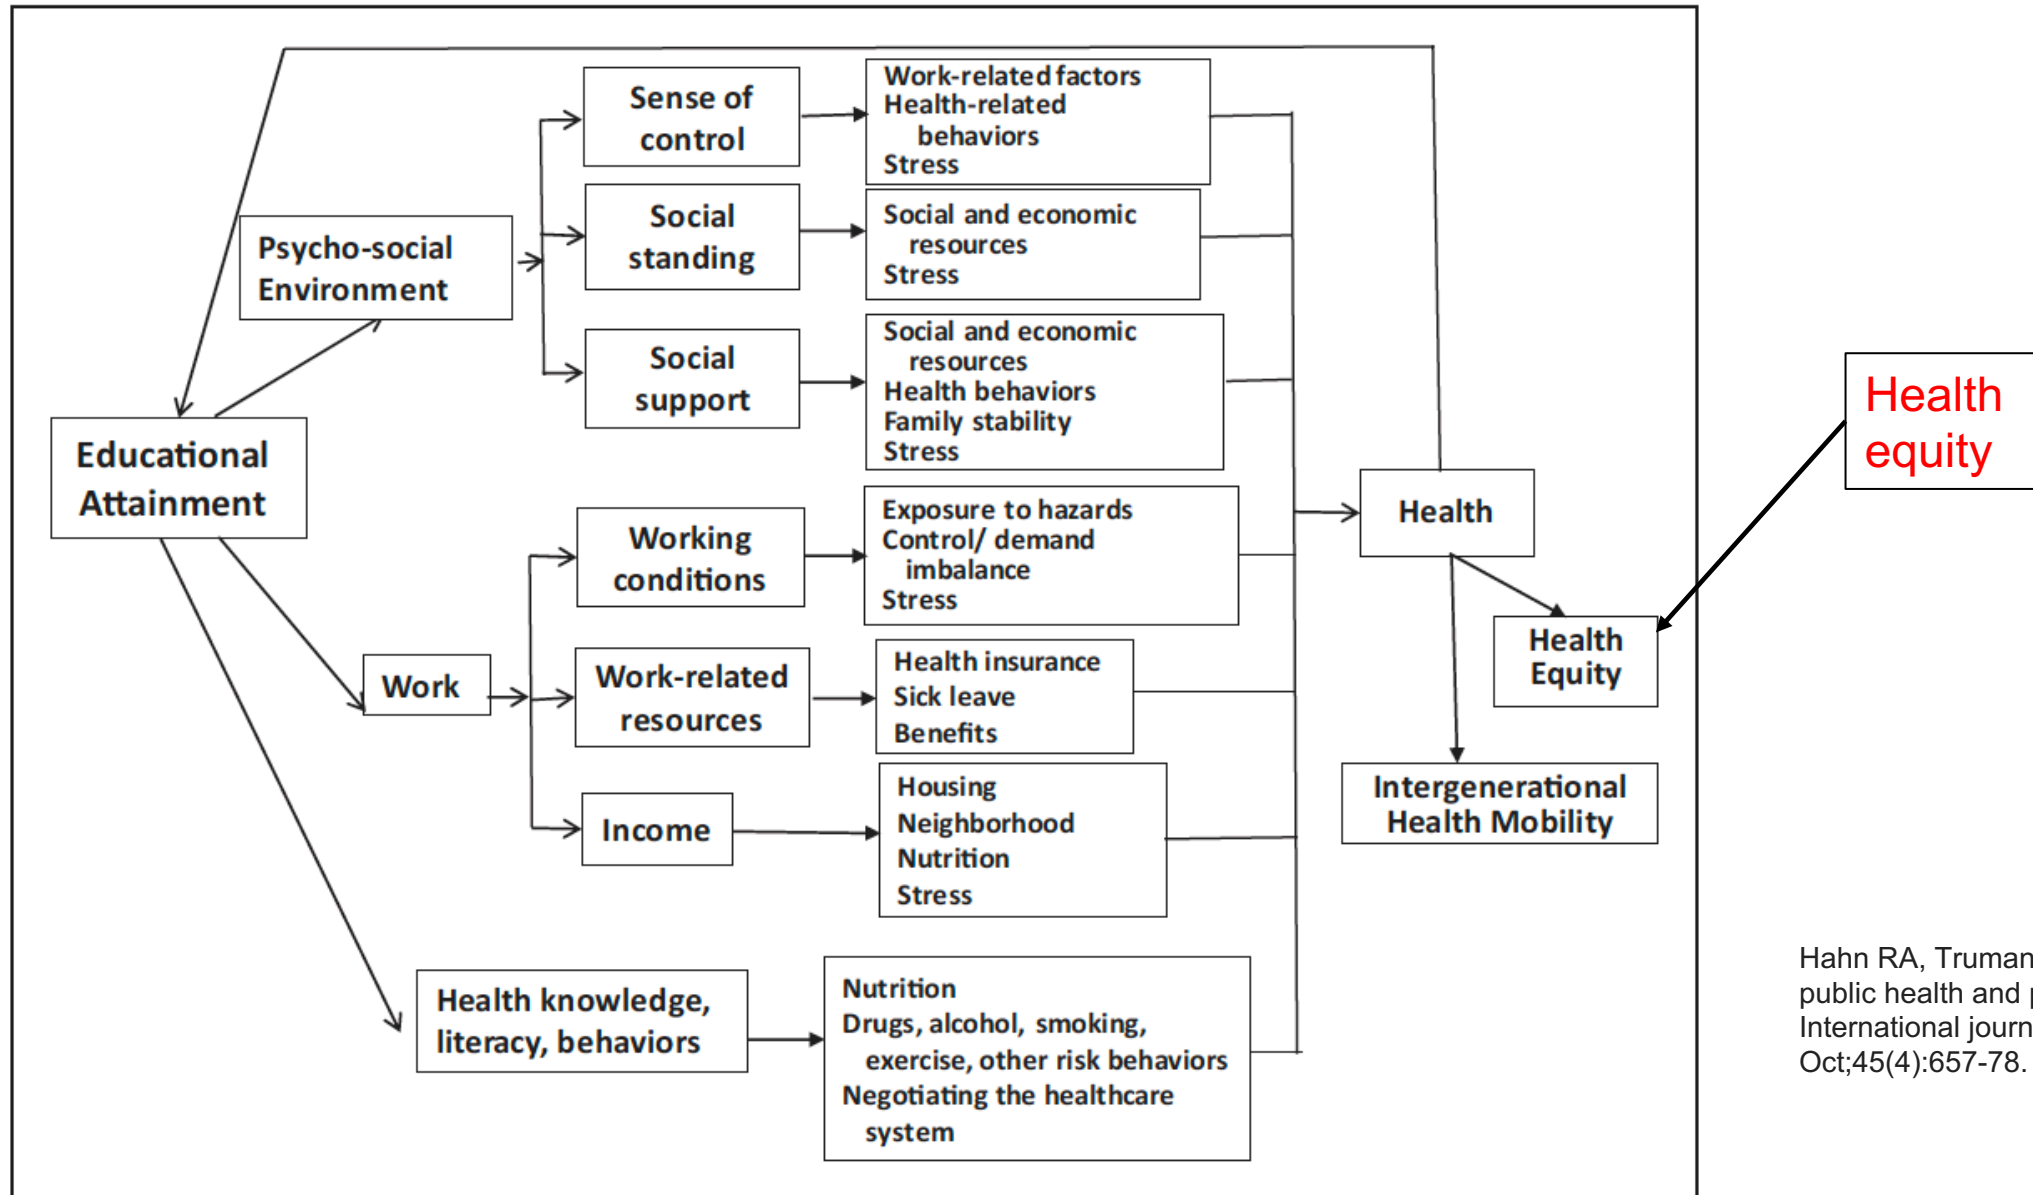 Sense of
control
Work-related factors
Health-related
behaviors
Stress
Social
standing
Social and economic
resources
Stress
Psycho-social
Environment
Social
support
Social and economic
resources
Health behaviors
Family stability
Stress
Educational
Attainment
Working
conditions
Exposure to hazards
Control/ demand
imbalance
Stress
Health
Health
equity
Health
Equity
Work
Work-related
resources
Health insurance
Sick leave
Benefits
Intergenerational
Health Mobility
Income
Housing
Neighborhood
Nutrition
Stress
Health knowledge,
literacy, behaviors
Nutrition
Drugs, alcohol, smoking,
exercise, other risk behaviors
Negotiating the healthcare
system
Hahn RA, Truman
public health and
International
Oct;45(4):657-78.